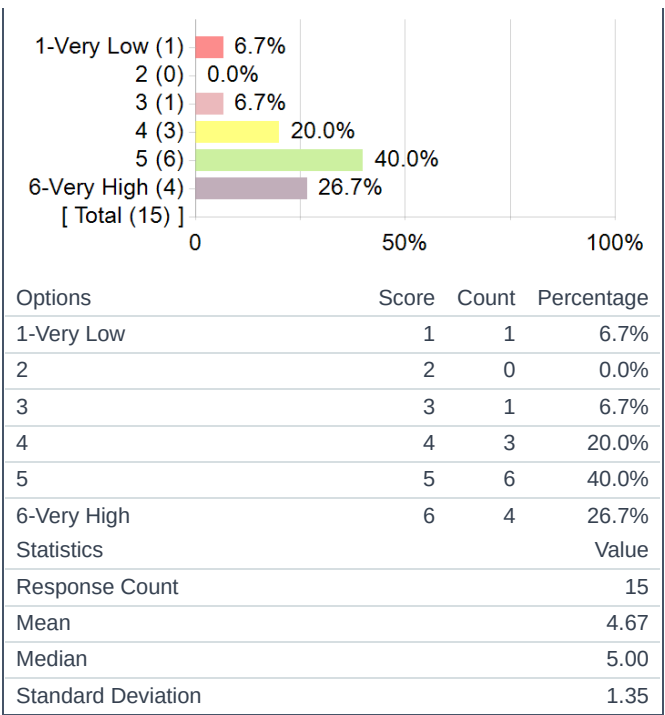 1-Very Low (1) 6.7%
2 (0) 0.0%
3 (1) 6.7%
4 (3) 20.0%
5 (6) 40.0%
6-Very High (4) 26.7%
[ Total (15) ]
0 50% 100%
Options Score Count Percentage
1-Very Low 1 1 6.7%
2 2 0 0.0%
3 3 1 6.7%
4 4 3 20.0%
5 5 6 40.0%
6-Very High 6 4 26.7%
Statistics Value
Response Count 15
Mean 4.67
Median 5.00
Standard Deviation 1.35